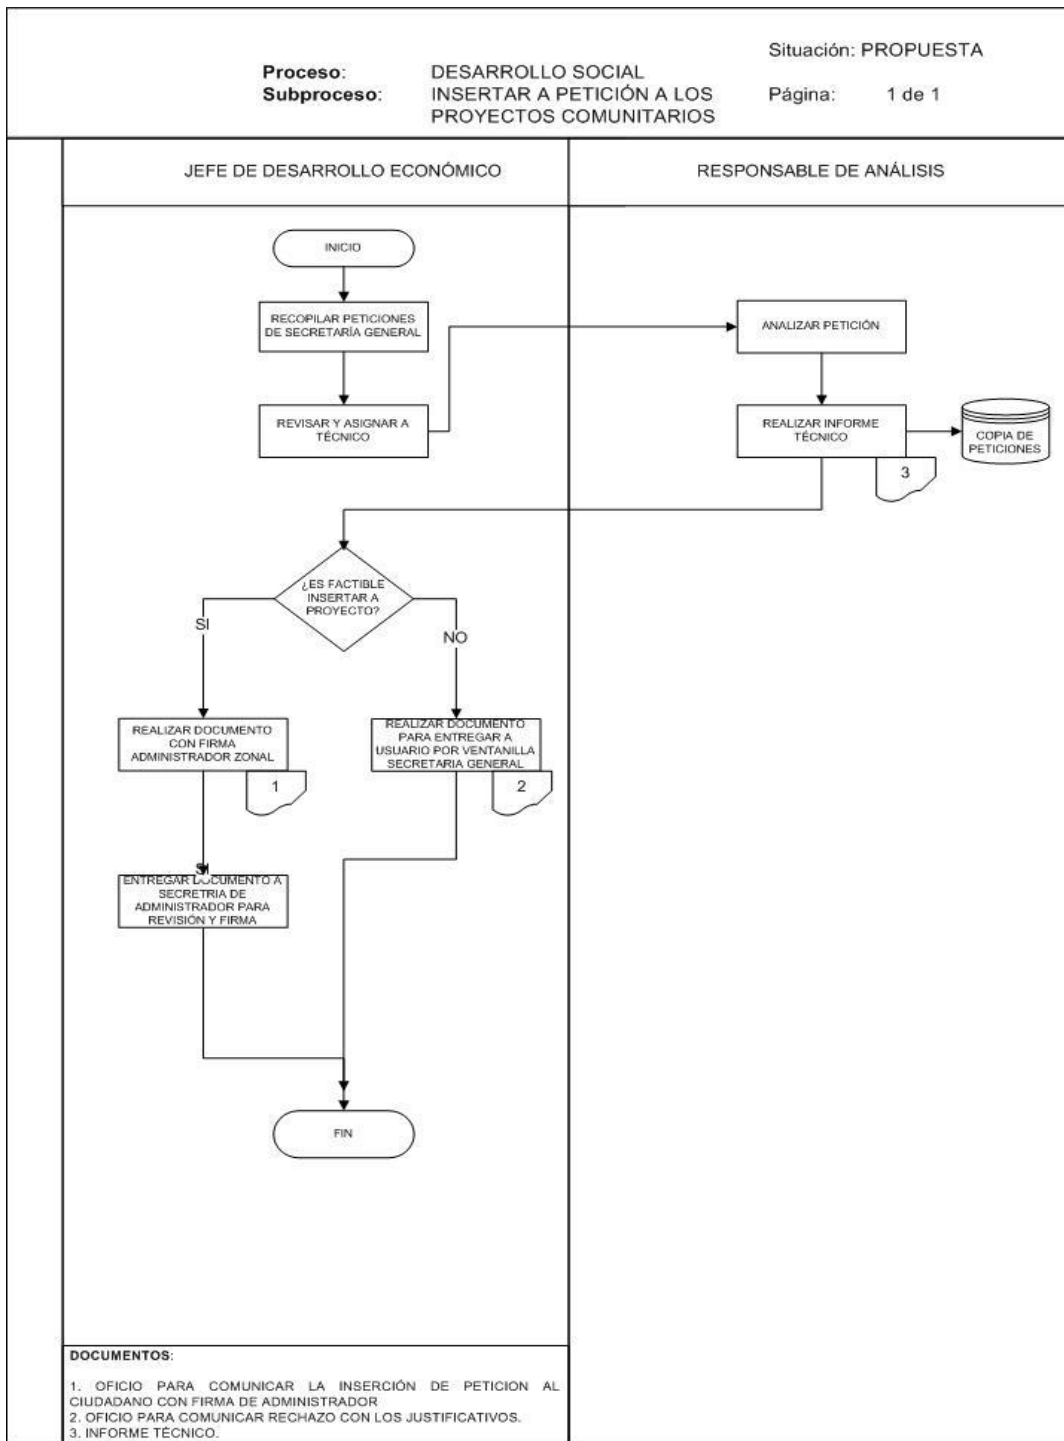 Situación: PROPUESTA
Proceso: DESARROLLO SOCIAL
Subproceso: INSERTAR A PETICIÓN A LOS
PROYECTOS COMUNITARIOS
Página: 1 de 1
JEFE DE DESARROLLO ECONÓMICO
RESPONSABLE DE ANÁLISIS
INICIO
RECOPILAR PETICIONES
DE SECRETARÍA GENERAL
ANALIZAR PETICIÓN
REVISAR Y ASIGNAR A
TÉCNICO
REALIZAR INFORME
TÉCNICO
3
COPIA DE
PETICIONES
¿ES FACTIBLE
INSERTAR A
PROYECTO?
SI
NO
REALIZAR DOCUMENTO
CON FIRMA
ADMINISTRADOR ZONAL
1
REALIZAR DOCUMENTO
PARA ENTREGAR A
USUARIO POR VENTANILLA
SECRETARIA GENERAL
2
SI
ENTREGAR DOCUMENTO A
SECRETRIA DE
ADMINISTRADOR PARA
REVISIÓN Y FIRMA
FIN
DOCUMENTOS:
1. OFICIO PARA COMUNICAR LA INSERCIÓN DE PETICION AL
CIUDADANO CON FIRMA DE ADMINISTRADOR
2. OFICIO PARA COMUNICAR RECHAZO CON LOS JUSTIFICATIVOS.
3. INFORME TÉCNICO.